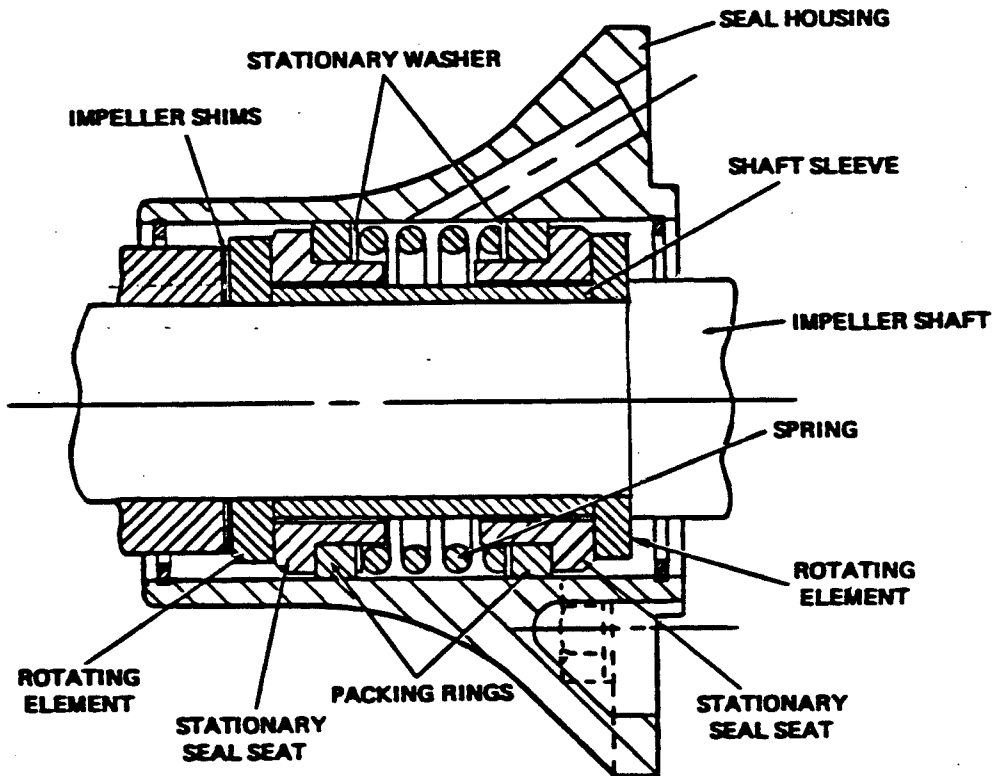 SEAL HOUSING
STATIONARY WASHER
IMPELLER SHIMS
SHAFT SLEEVE
IMPELLER SHAFT
SPRING
ROTATING
ELEMENT
ROTATING
ELEMENT
PACKING RINGS
STATIONARY
SEAL SEAT
STATIONARY
SEAL SEAT